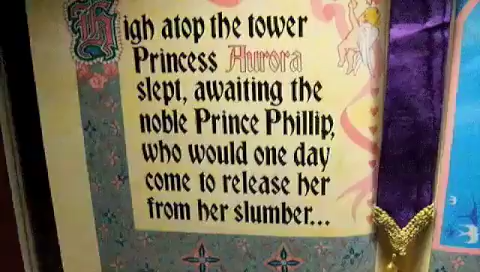 High atop the tower
Princess Aurora
slept, awaiting the
noble Prince Phillip,
who would one day
come to release her
from her slumber...